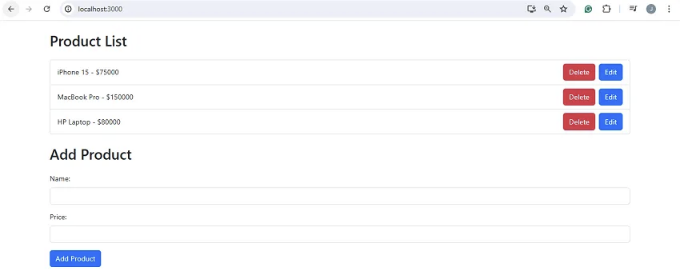 localhost:3000
J
Product List
iPhone 15 - $75000 Delete Edit
MacBook Pro - $150000 Delete Edit
HP Laptop - $80000 Delete Edit
Add Product
Name:
Price:
Add Product